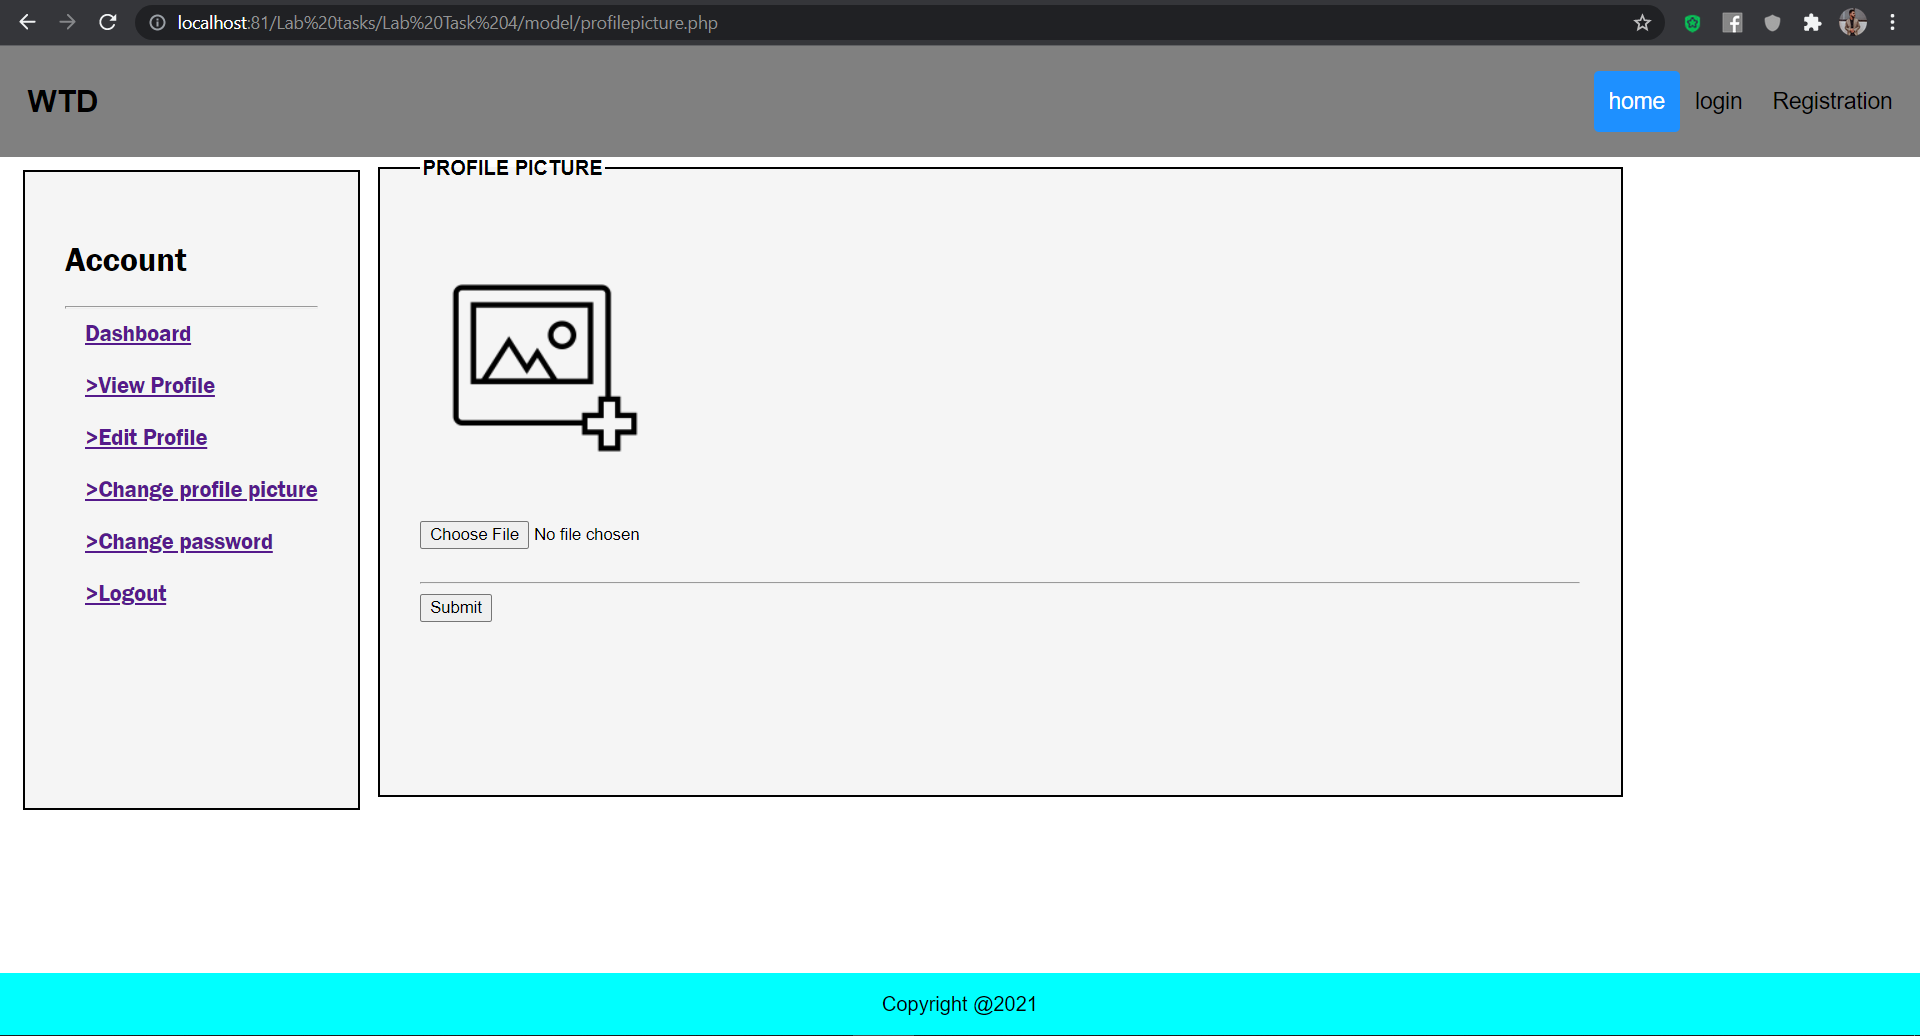 localhost:81/Lab%20tasks/Lab%20Task%204/model/profilepicture.php
WTD
home login Registration
Account
Dashboard
>View Profile
>Edit Profile
>Change profile picture
>Change password
>Logout
PROFILE PICTURE
Choose File No file chosen
Submit
Copyright @2021